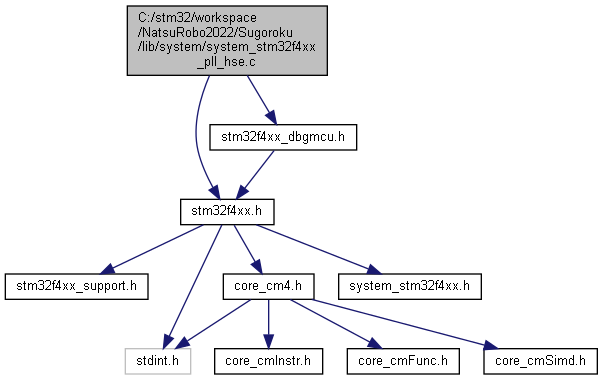 C:/stm32/workspace
/NatsuRobo2022/Sugoroku
/lib/system/system_stm32f4xx
_pll_hse.c
stm32f4xx_dbgmcu.h
stm32f4xx.h
stm32f4xx_support.h
core_cm4.h
system_stm32f4xx.h
stdint.h
core_cmInstr.h
core_cmFunc.h
core_cmSimd.h